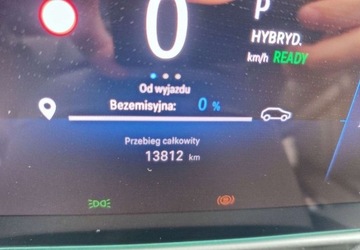 P
0
HYBRYD.
km/h READY
Od wyjazdu
Bezemisyjna: 0 %
Przebieg całkowity
13812 km